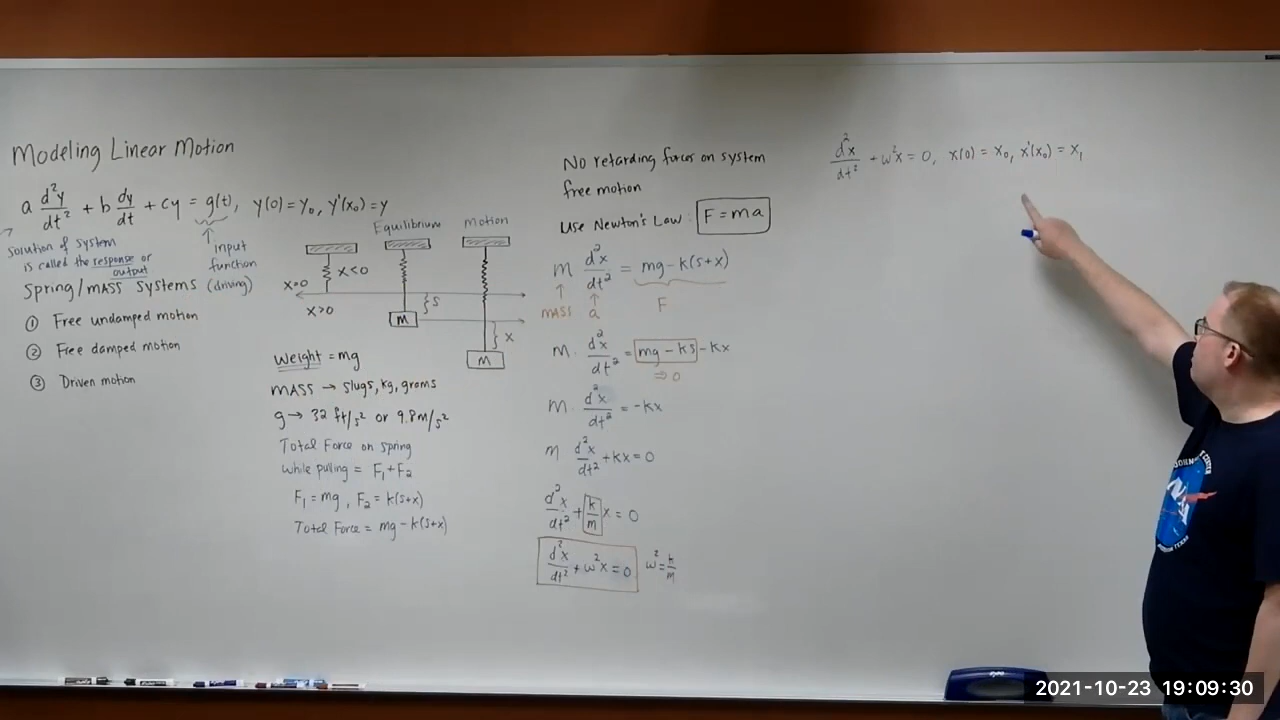 Modeling Linear Motion
a d²y/dt² + b dy/dt + cy = g(t), y(0) = y₀, y'(x₀) = y
solution of system
is called the response or
output
input
function
(driving)
Spring/mass systems
① Free undamped motion
② Free damped motion
③ Driven motion
Equilibrium
Motion
x<0
x=0
x>0
S
M
x
M
Weight = mg
MASS → slugs, kg, grams
g → 32 ft/s² or 9.8m/s²
Total Force on spring
while pulling = F₁+F₂
F₁ = mg, F₂ = k(s+x)
Total Force = mg - k(s+x)
No retarding forces on system
free motion
Use Newton's Law: F = ma
m d²x/dt² = mg - k(s+x)
MASS a F
m · d²x/dt² = mg - ks - kx
⇒ 0
m · d²x/dt² = -kx
m d²x/dt² + kx = 0
d²x/dt² + k/m x = 0
d²x/dt² + ω²x = 0 ω² = k/m
d²x/dt² + ω²x = 0, x(0) = x₀, x'(x₀) = x₁
expo
2021-10-23 19:09:30